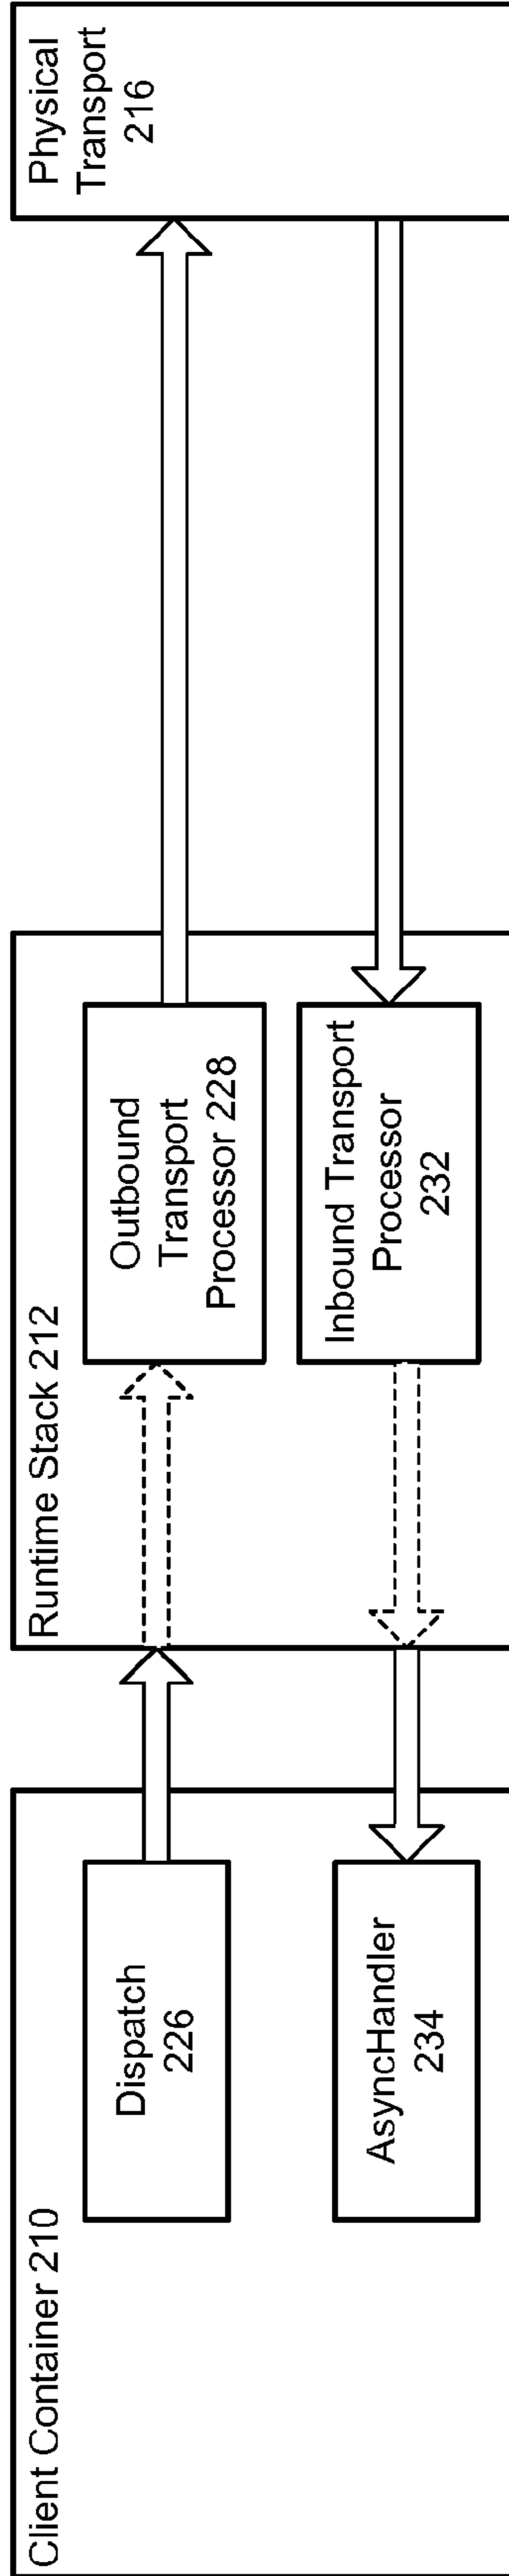 Client Container 210
Dispatch
226
AsyncHandler
234
Runtime Stack 212
Outbound
Transport
Processor 228
Inbound Transport
Processor
232
Physical
Transport
216